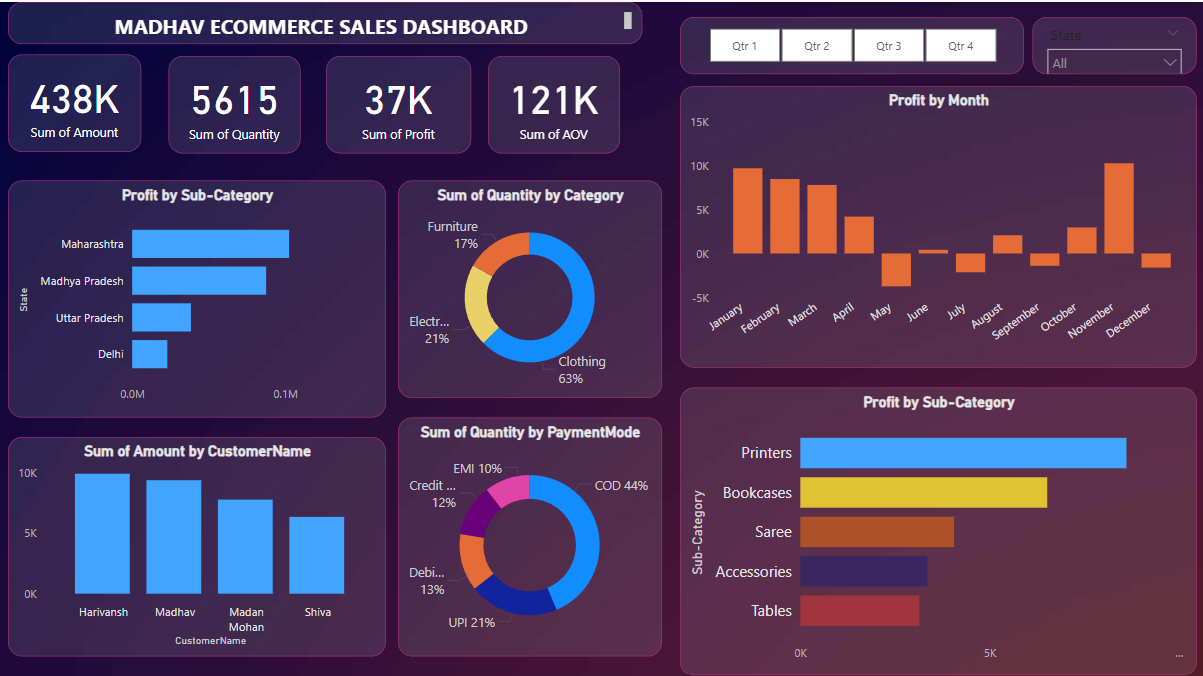 MADHAV ECOMMERCE SALES DASHBOARD
438K
Sum of Amount
5615
Sum of Quantity
37K
Sum of Profit
121K
Sum of AOV
Qtr 1
Qtr 2
Qtr 3
Qtr 4
State
All
Profit by Sub-Category
State
Maharashtra
Madhya Pradesh
Uttar Pradesh
Delhi
0.0M
0.1M
Sum of Quantity by Category
Furniture
17%
Electr...
21%
Clothing
63%
Profit by Month
15K
10K
5K
0K
-5K
January
February
March
April
May
June
July
August
September
October
November
December
Sum of Amount by CustomerName
10K
5K
0K
Harivansh
Madhav
Madan
Mohan
Shiva
CustomerName
Sum of Quantity by PaymentMode
EMI 10%
Credit ...
12%
COD 44%
Debi...
13%
UPI 21%
Profit by Sub-Category
Sub-Category
Printers
Bookcases
Saree
Accessories
Tables
0K
5K
...